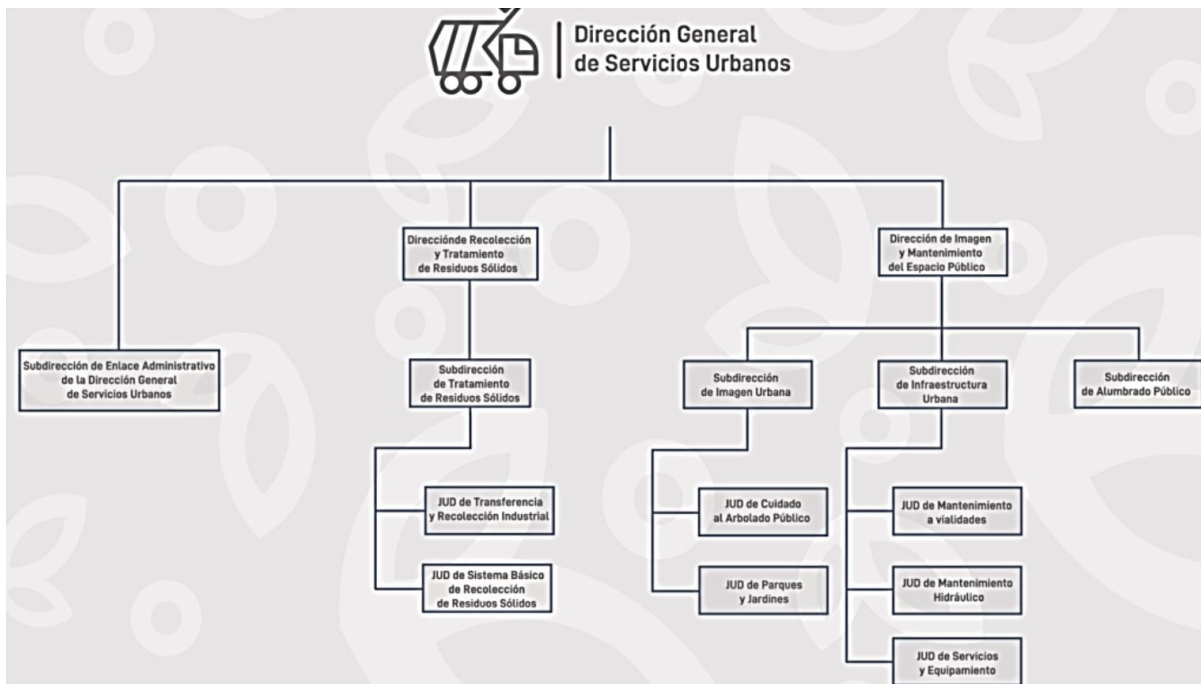 Dirección General
de Servicios Urbanos
Direcciónde Recolección
y Tratamiento
de Residuos Sólidos
Dirección de Imagen
y Mantenimiento
del Espacio Público
Subdirección de Enlace Administrativo
de la Dirección General
de Servicios Urbanos
Subdirección
de Tratamiento
de Residuos Sólidos
Subdirección
de Imagen Urbana
Subdirección
de Infraestructura
Urbana
Subdirección
de Alumbrado Público
JUD de Transferencia
y Recolección Industrial
JUD de Cuidado
al Arbolado Público
JUD de Mantenimiento
a vialidades
JUD de Sistema Básico
de Recolección
de Residuos Sólidos
JUD de Parques
y Jardines
JUD de Mantenimiento
Hidráulico
JUD de Servicios
y Equipamiento